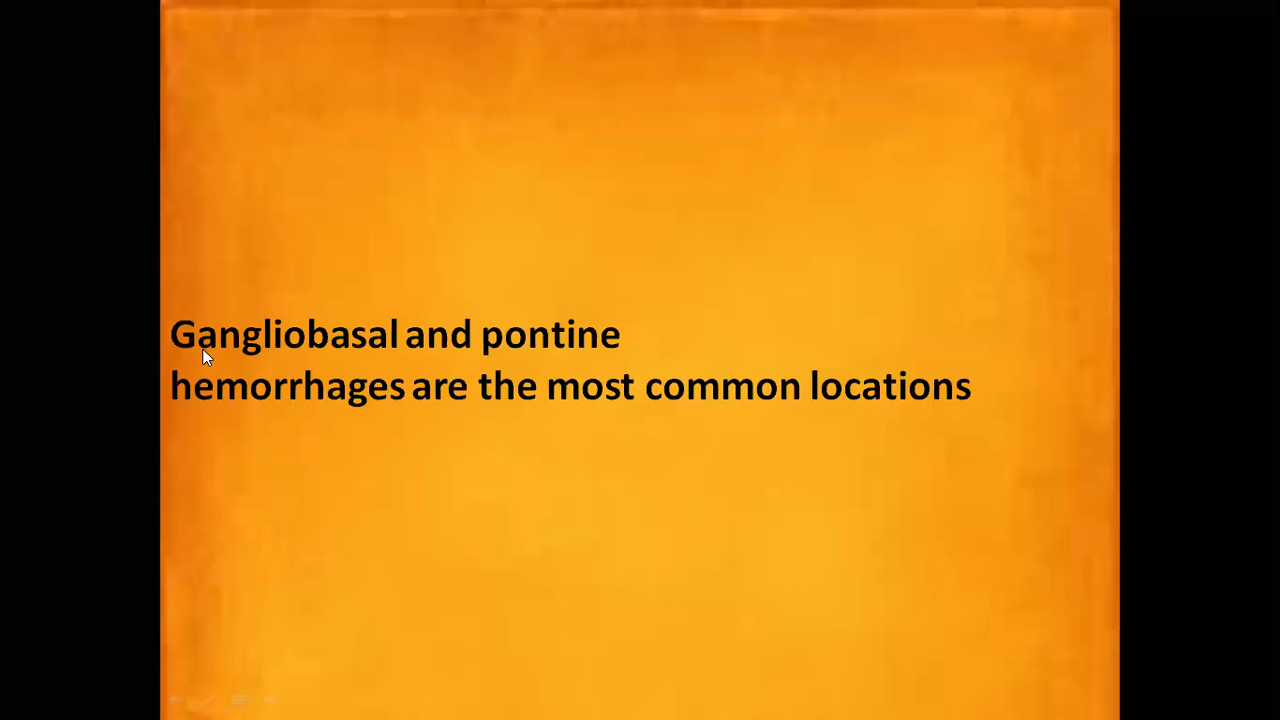 Gangliobasal and pontine
hemorrhages are the most common locations